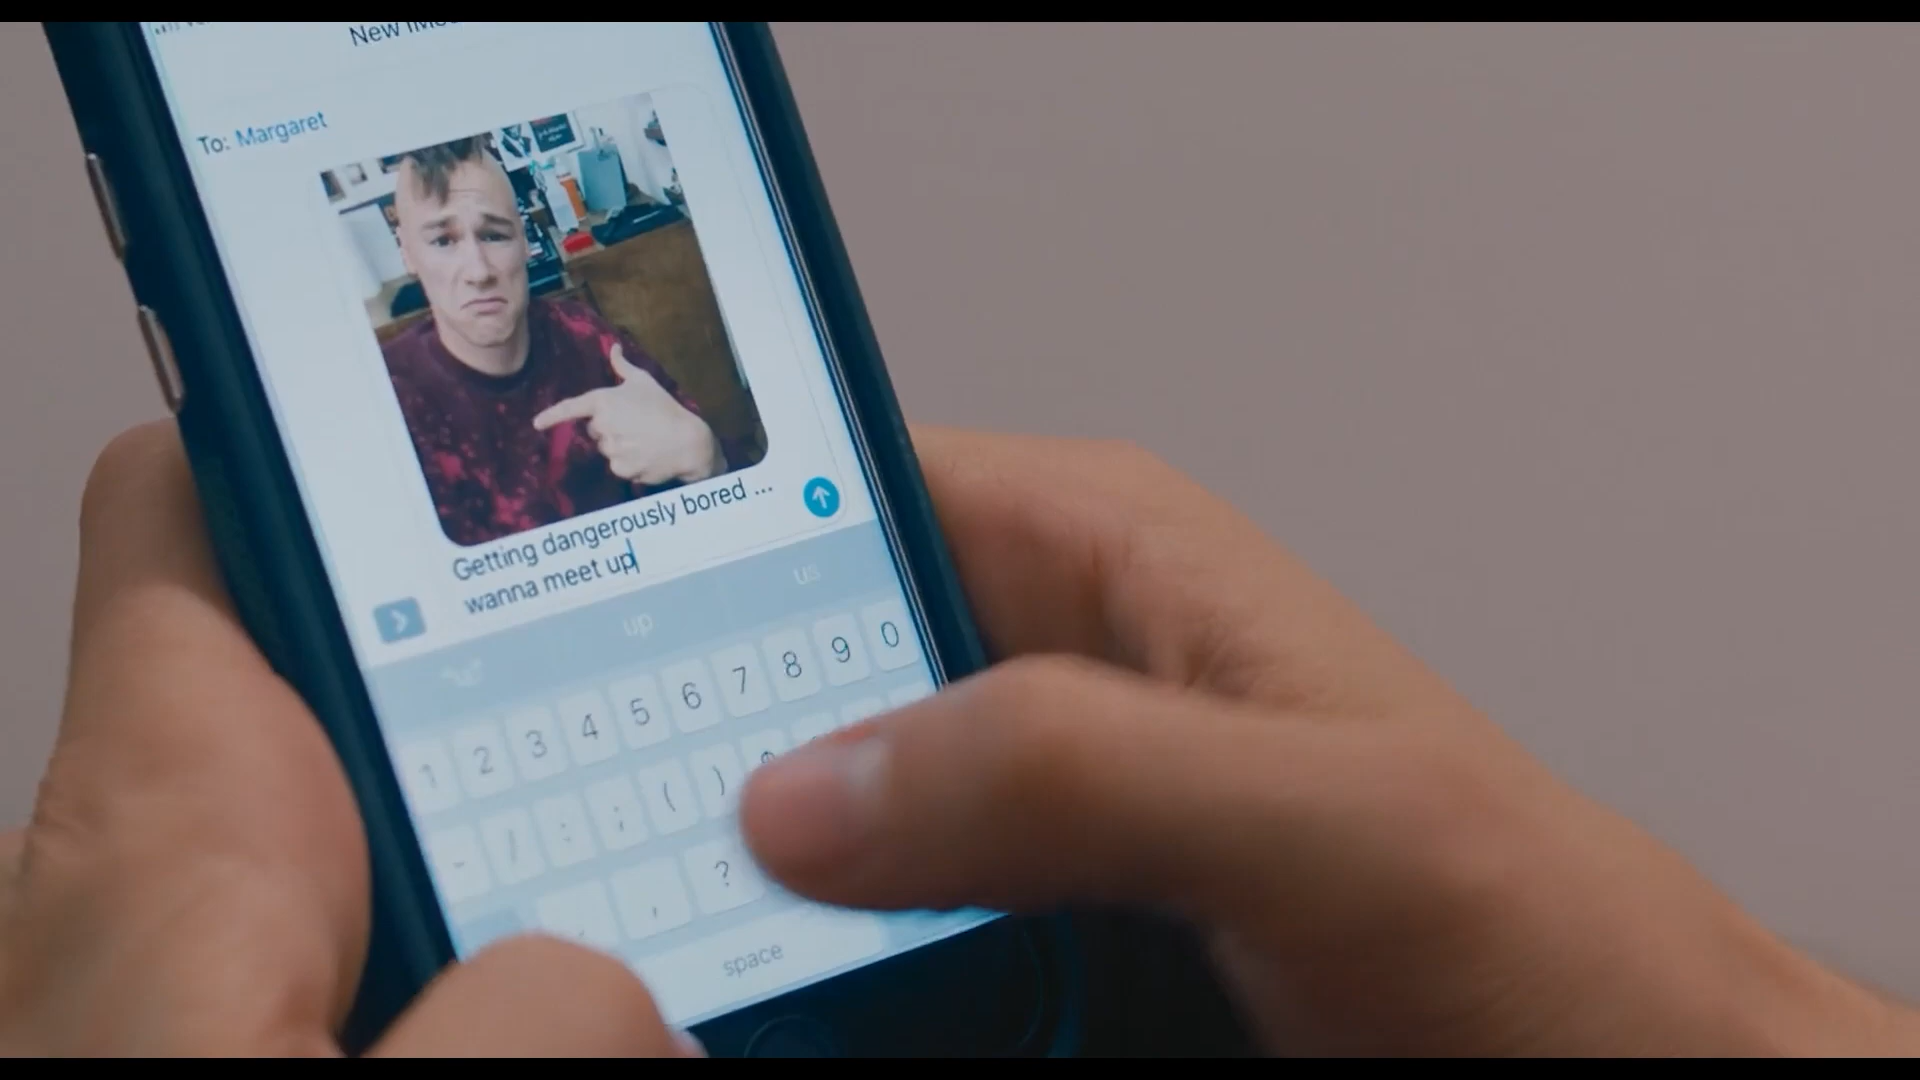 New
To: Margaret
Getting dangerously bored ...
wanna meet up
up
us
1 2 3 4 5 6 7 8 9 0
- / : ; ( )
. , ?
space